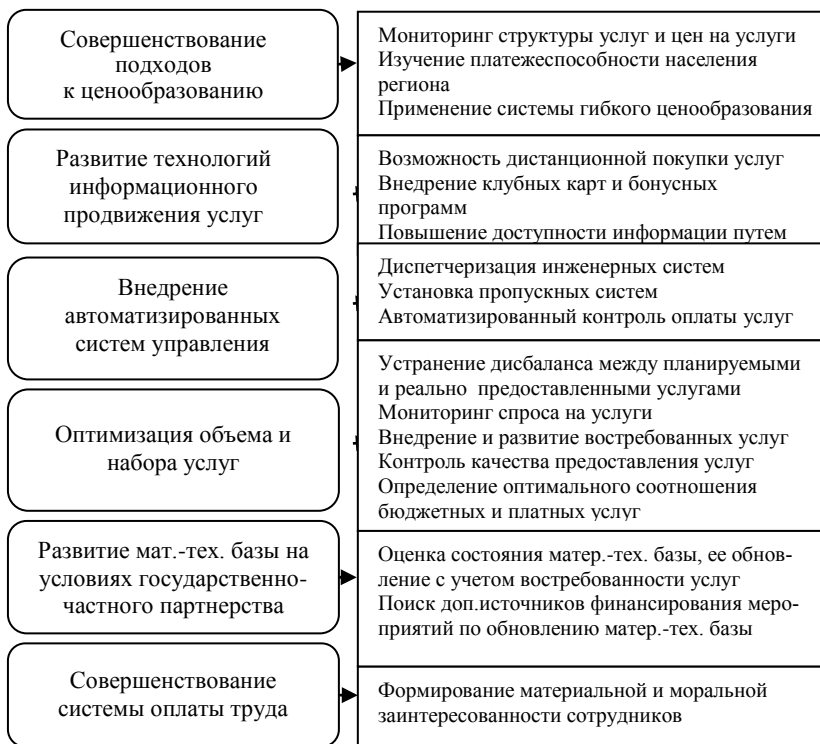 Совершенствование
подходов
к ценообразованию
Мониторинг структуры услуг и цен на услуги
Изучение платежеспособности населения
региона
Применение системы гибкого ценообразования
Развитие технологий
информационного
продвижения услуг
Возможность дистанционной покупки услуг
Внедрение клубных карт и бонусных
программ
Повышение доступности информации путем
Внедрение
автоматизированных
систем управления
Диспетчеризация инженерных систем
Установка пропускных систем
Автоматизированный контроль оплаты услуг
Оптимизация объема и
набора услуг
Устранение дисбаланса между планируемыми
и реально предоставленными услугами
Мониторинг спроса на услуги
Внедрение и развитие востребованных услуг
Контроль качества предоставления услуг
Определение оптимального соотношения
бюджетных и платных услуг
Развитие мат.-тех. базы на
условиях государственно-
частного партнерства
Оценка состояния матер.-тех. базы, ее обнов-
ление с учетом востребованности услуг
Поиск доп.источников финансирования меро-
приятий по обновлению матер.-тех. базы
Совершенствование
системы оплаты труда
Формирование материальной и моральной
заинтересованности сотрудников